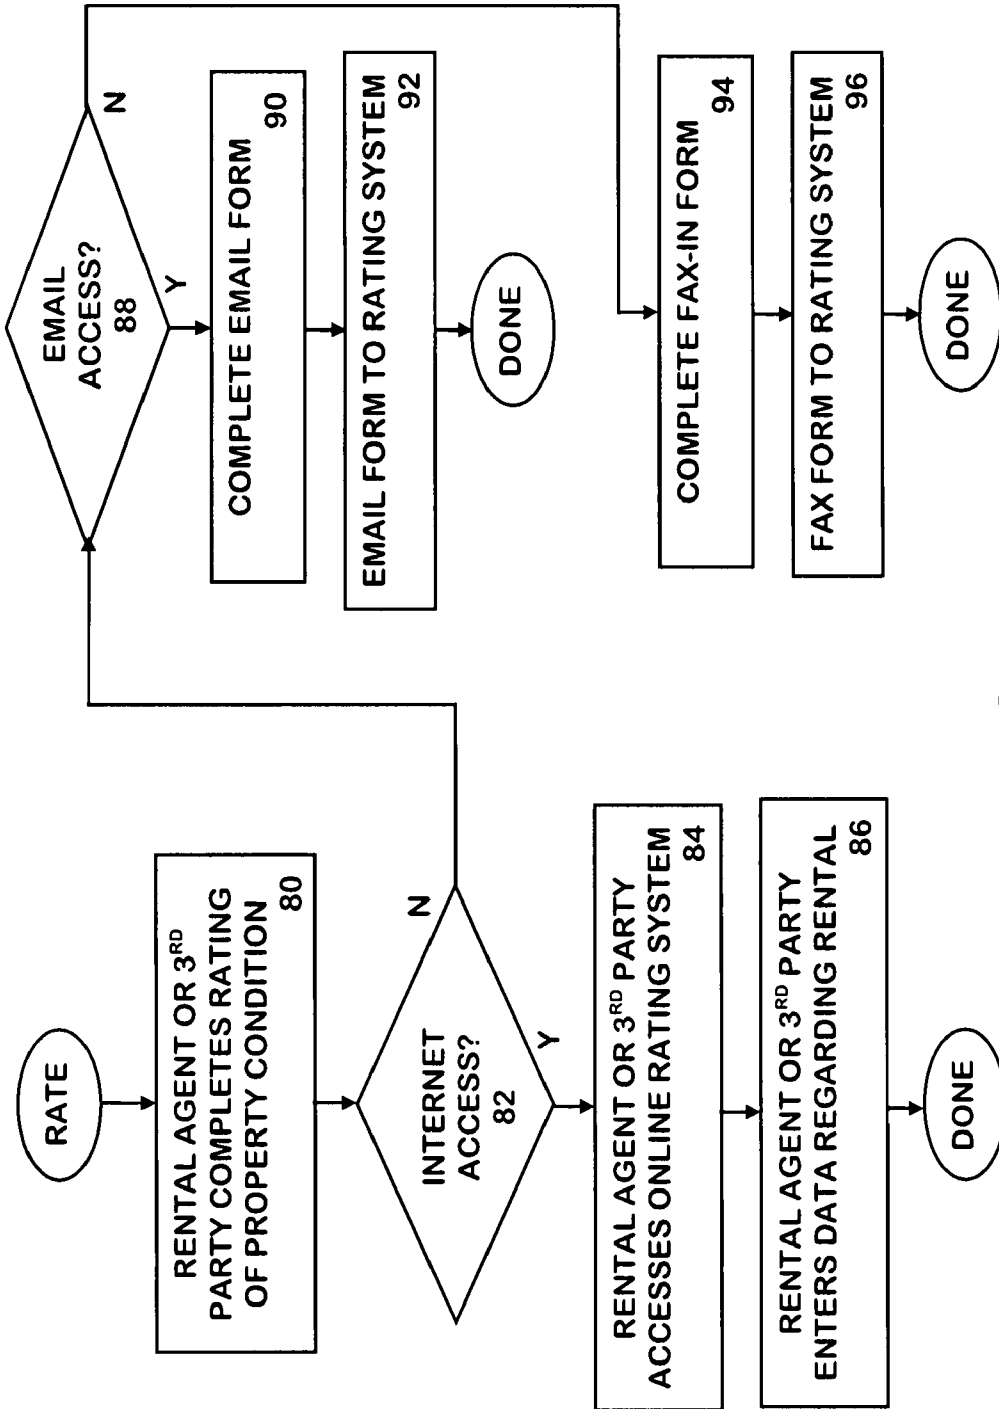 RATE
RENTAL AGENT OR 3RD
PARTY COMPLETES RATING
OF PROPERTY CONDITION
80
INTERNET
ACCESS?
82
N
Y
RENTAL AGENT OR 3RD PARTY
ACCESSES ONLINE RATING SYSTEM
84
RENTAL AGENT OR 3RD PARTY
ENTERS DATA REGARDING RENTAL
86
DONE
EMAIL
ACCESS?
88
N
Y
COMPLETE EMAIL FORM
90
EMAIL FORM TO RATING SYSTEM
92
DONE
COMPLETE FAX-IN FORM
94
FAX FORM TO RATING SYSTEM
96
DONE